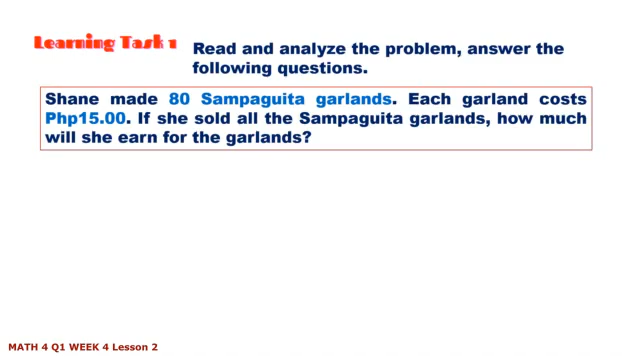 Learning Task 1
Read and analyze the problem, answer the
following questions.
Shane made 80 Sampaguita garlands. Each garland costs
Php15.00. If she sold all the Sampaguita garlands, how much
will she earn for the garlands?
MATH 4 Q1 WEEK 4 Lesson 2